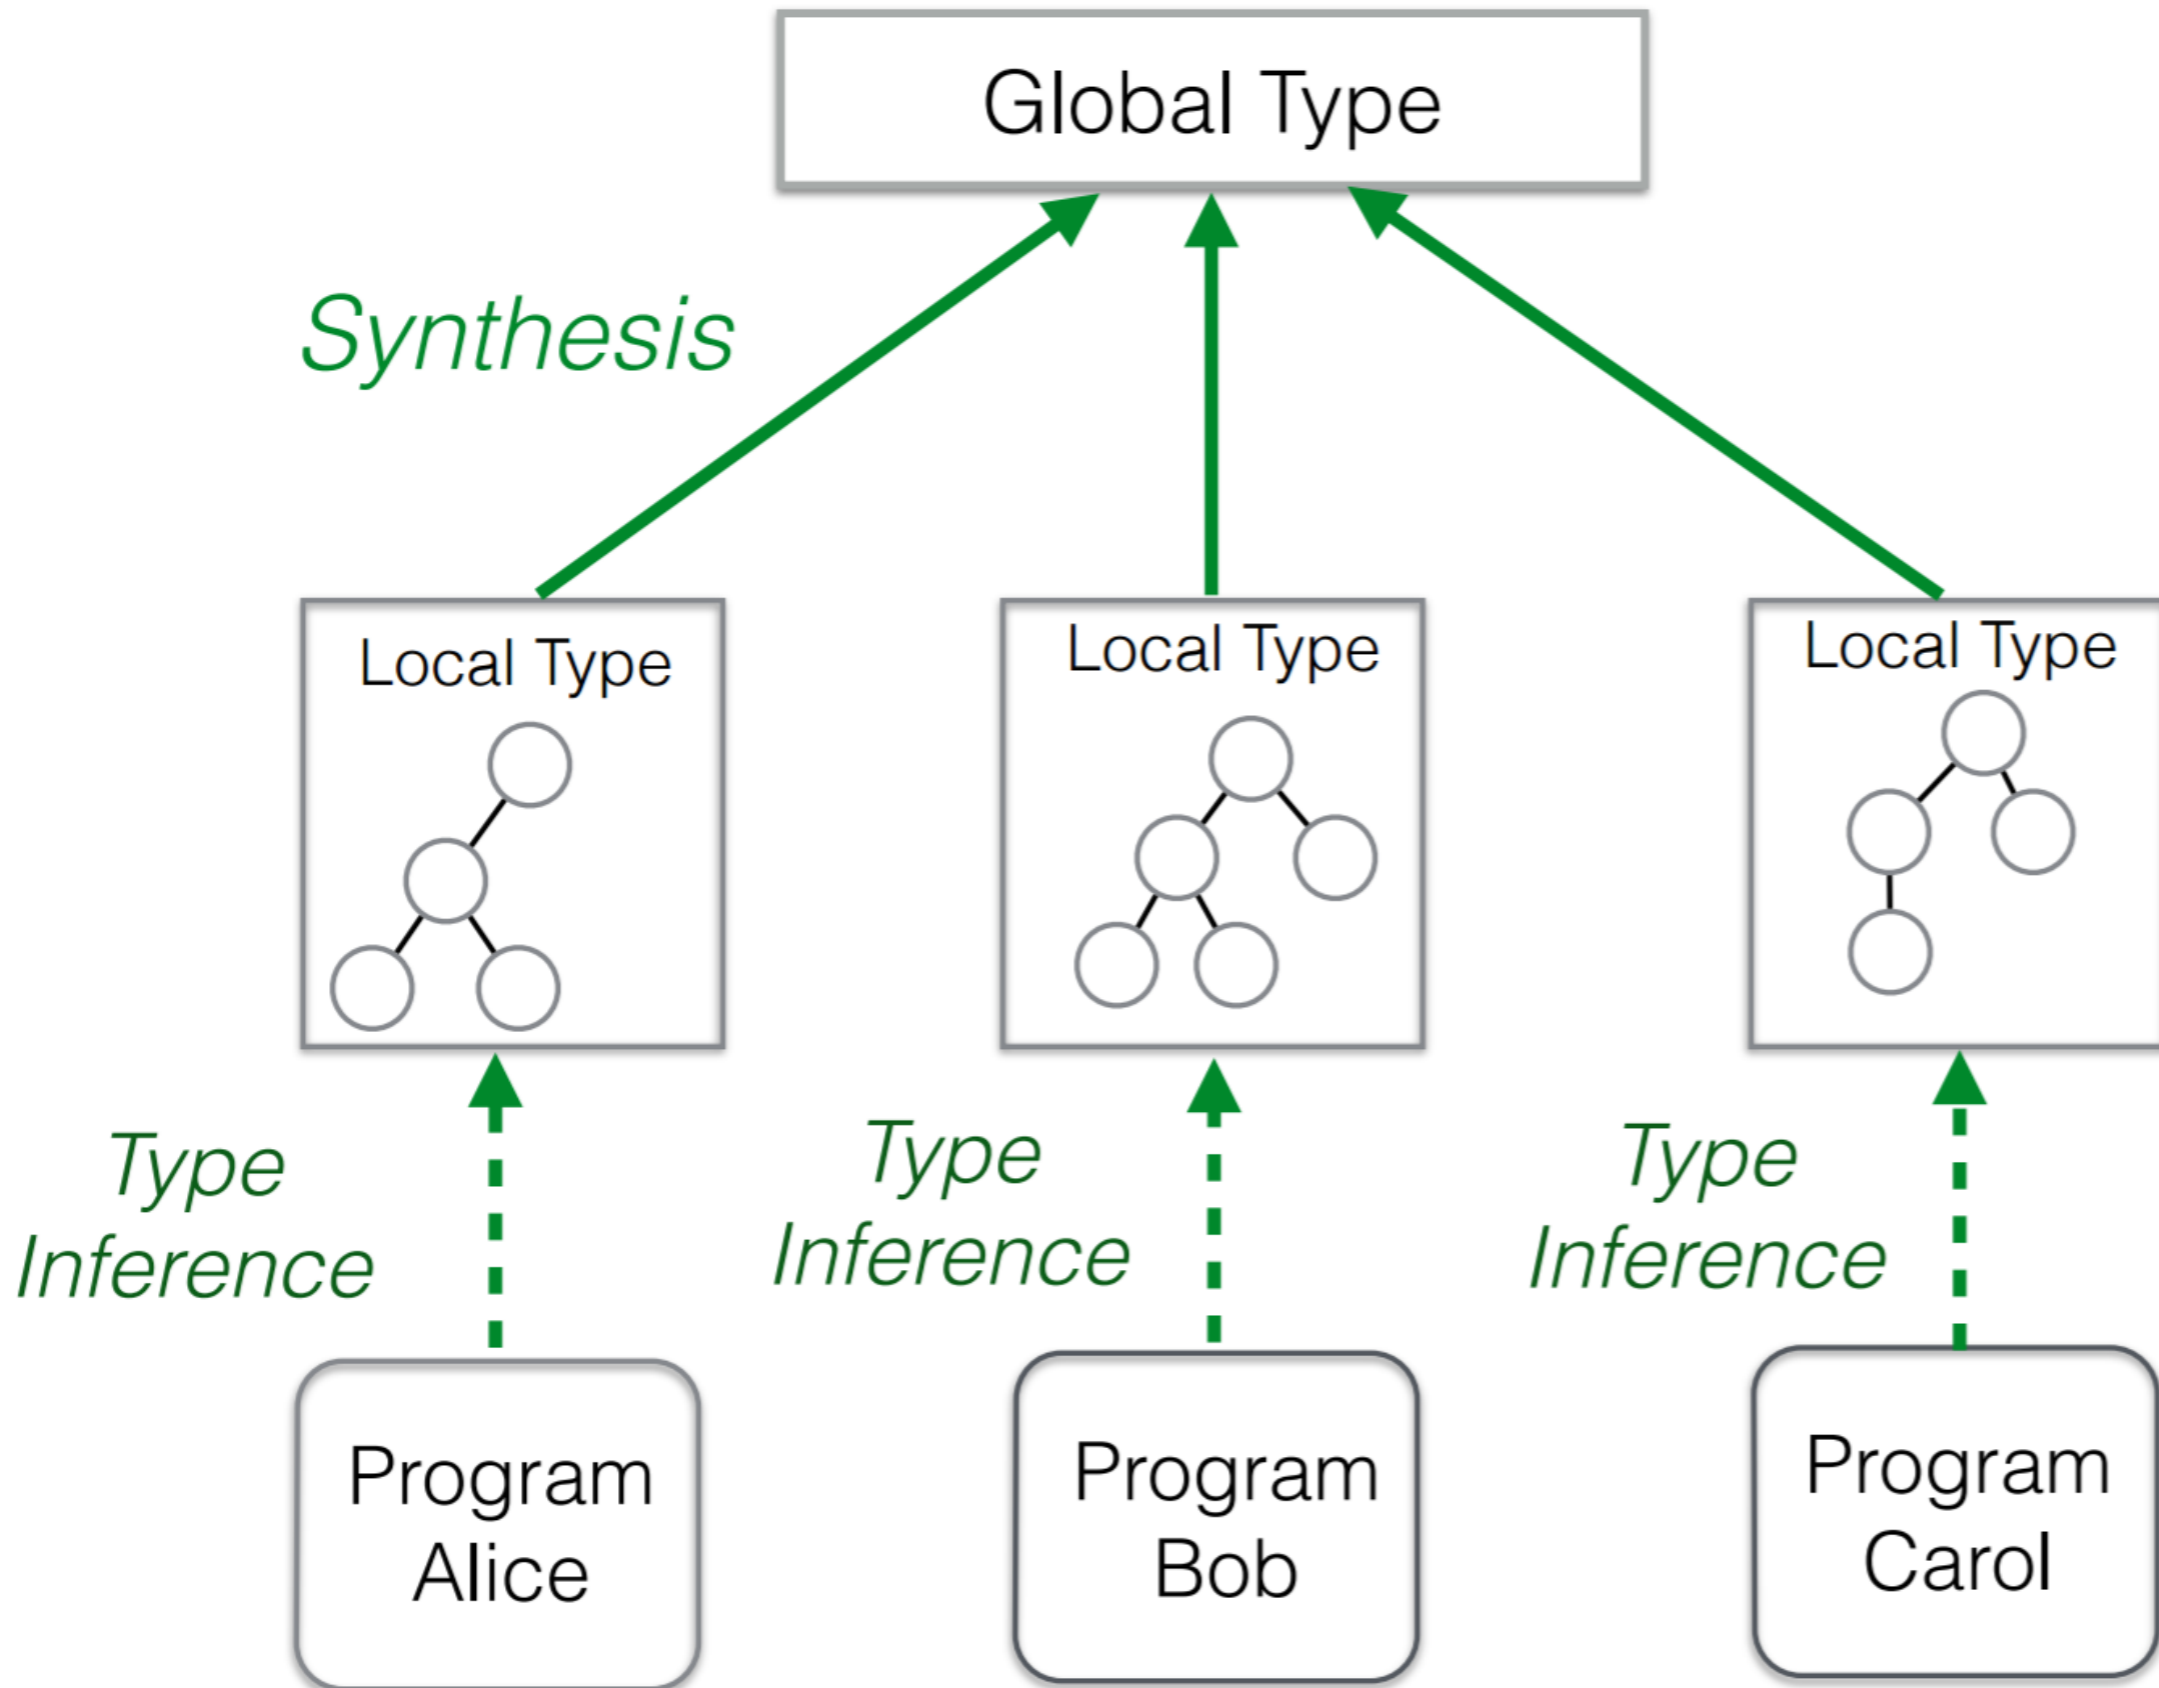 Global Type
Synthesis
Local Type
Local Type
Local Type
Type
Inference
Type
Inference
Type
Inference
Program
Alice
Program
Bob
Program
Carol